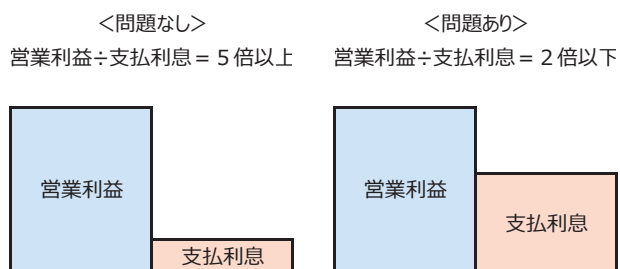 <問題なし>
営業利益÷支払利息=５倍以上
営業利益
支払利息
<問題あり>
営業利益÷支払利息=２倍以下
営業利益
支払利息